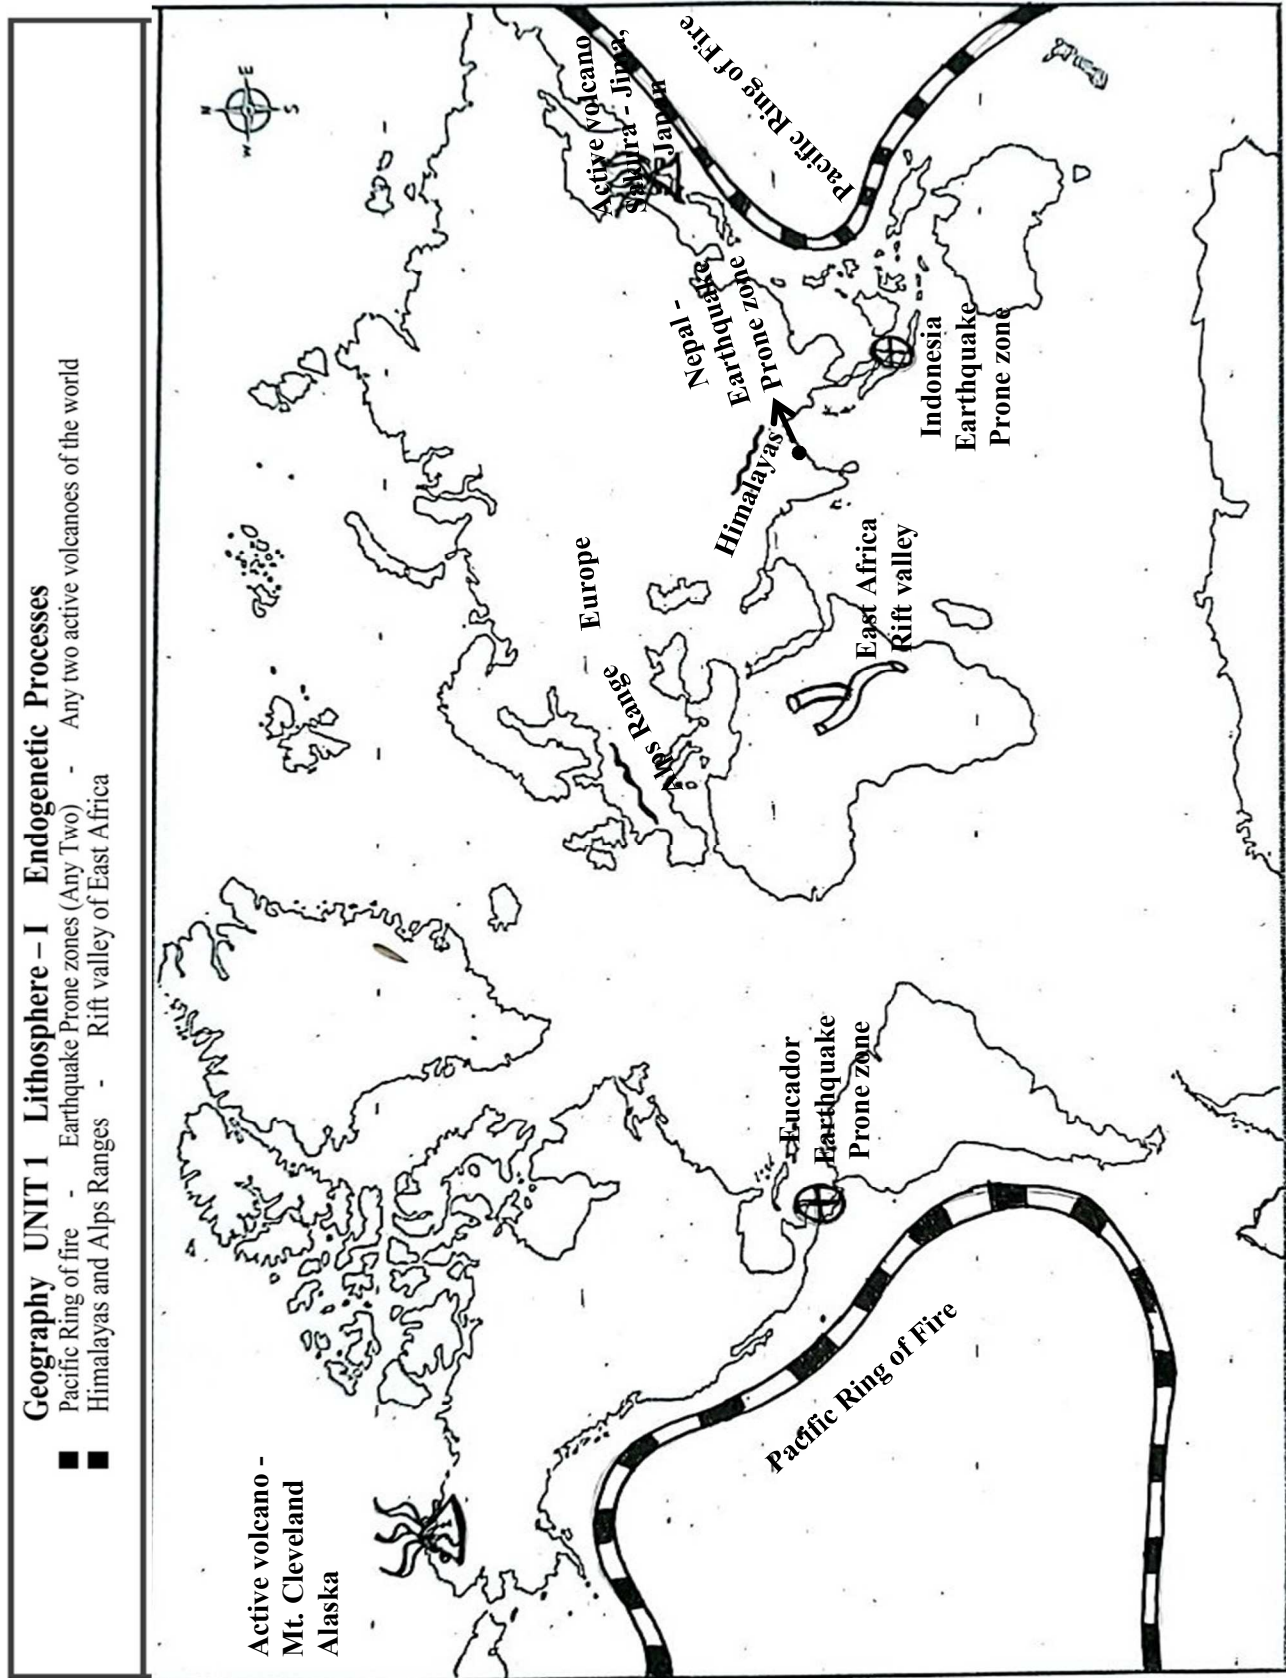 Geography UNIT 1 Lithosphere – I Endogenetic Processes
■ Pacific Ring of fire - Earthquake Prone zones (Any Two) - Any two active volcanoes of the world
■ Himalayas and Alps Ranges - Rift valley of East Africa
N
E
S
W
Active volcano -
Mt. Cleveland
Alaska
Pacific Ring of Fire
Eucador
Earthquake
Prone zone
Europe
Alps Range
East Africa
Rift valley
Himalayas
Nepal -
Earthquake
Prone zone
Indonesia
Earthquake
Prone zone
Active volcano
Sakura - Jima,
Japan
Pacific Ring of Fire